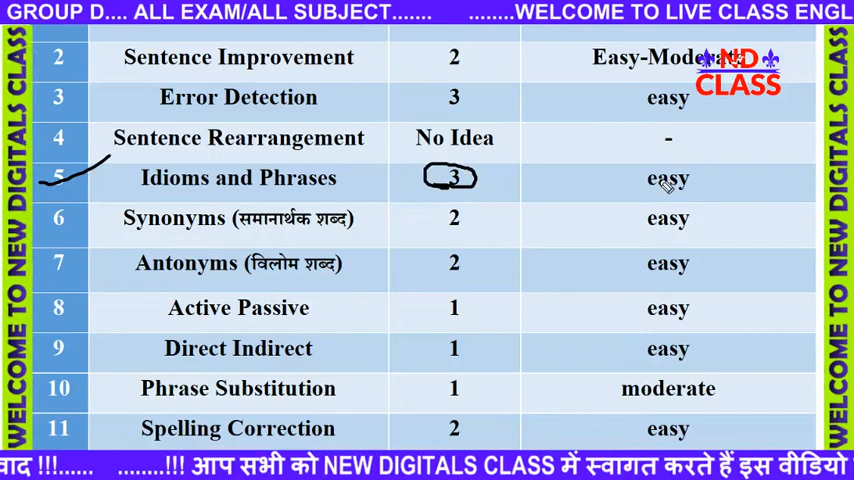 GROUP D.... ALL EXAM/ALL SUBJECT....... ........WELCOME TO LIVE CLASS ENGL
2 Sentence Improvement 2 Easy-Moderate
ND
CLASS
3 Error Detection 3 easy
4 Sentence Rearrangement No Idea -
5 Idioms and Phrases 3 easy
6 Synonyms (समानार्थक शब्द) 2 easy
7 Antonyms (विलोम शब्द) 2 easy
8 Active Passive 1 easy
9 Direct Indirect 1 easy
10 Phrase Substitution 1 moderate
11 Spelling Correction 2 easy
वाद !!!...... ........!!! आप सभी को NEW DIGITALS CLASS में स्वागत करते हैं इस वीडियो
WELCOME TO NEW DIGITALS CLASS
WELCOME TO NEW DIGITALS CLASS